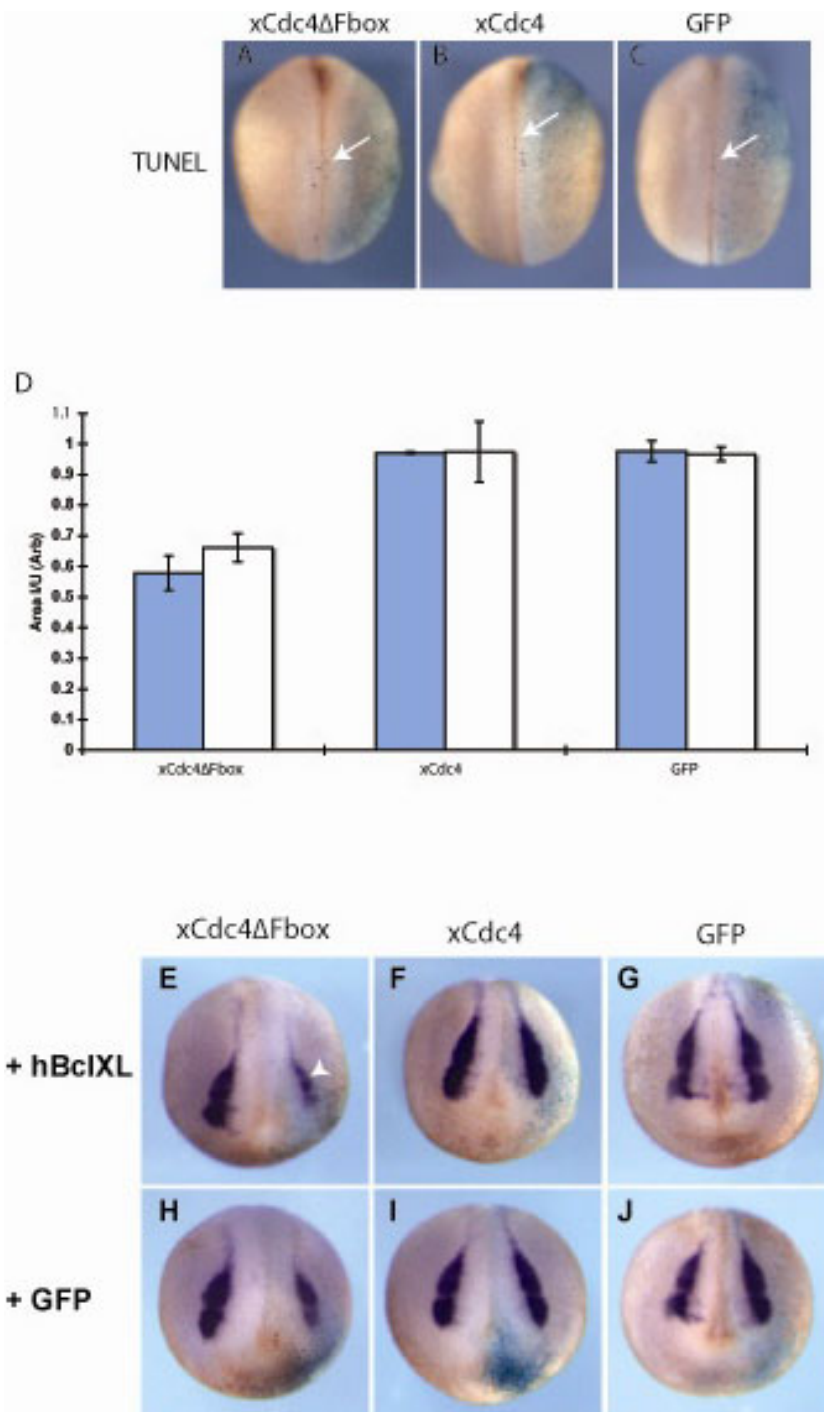 xCdc4ΔFbox xCdc4 GFP
A B C
TUNEL
D
1.1
1
0.9
0.8
0.7
0.6
0.5
0.4
0.3
0.2
0.1
0
Area I/U (Arb)
xCdc4ΔFbox xCdc4 GFP
xCdc4ΔFbox xCdc4 GFP
E F G
+ hBclXL
H I J
+ GFP